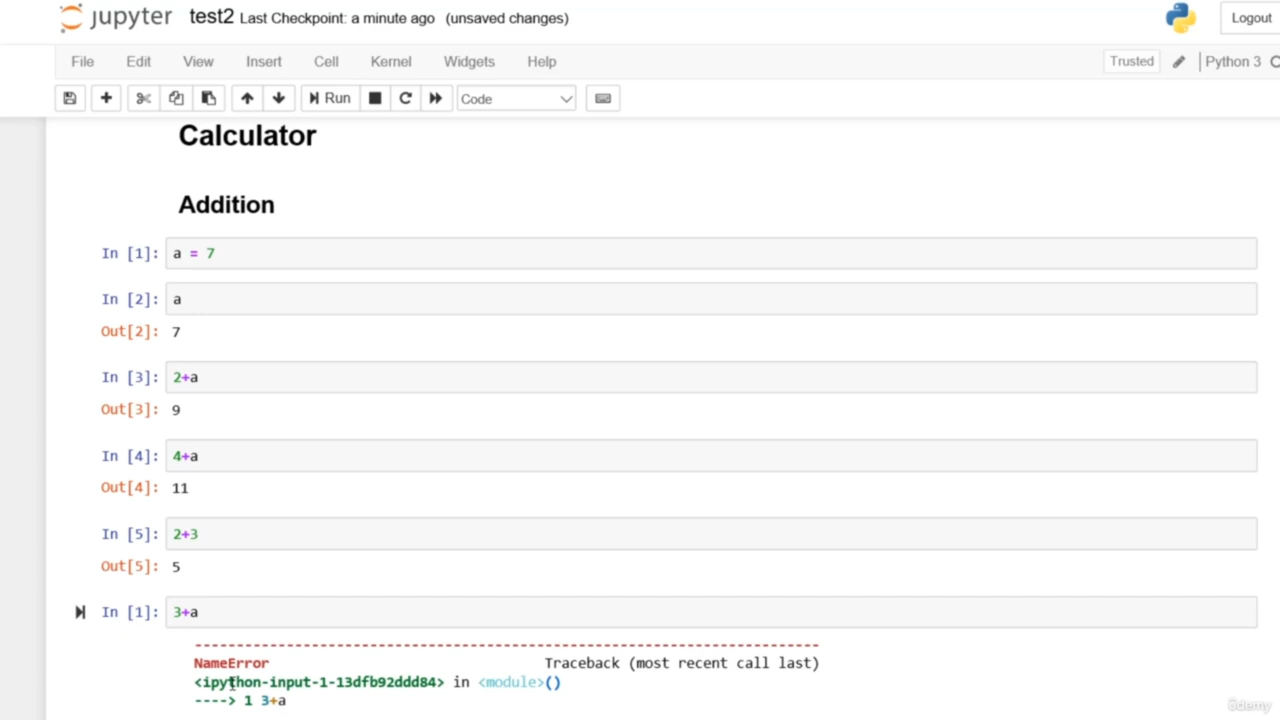 jupyter test2 Last Checkpoint: a minute ago (unsaved changes) Logout
File Edit View Insert Cell Kernel Widgets Help Trusted Python 3
Run Code
Calculator
Addition
In [1]: a = 7
In [2]: a
Out[2]: 7
In [3]: 2+a
Out[3]: 9
In [4]: 4+a
Out[4]: 11
In [5]: 2+3
Out[5]: 5
In [1]: 3+a
---------------------------------------------------------------------------
NameError Traceback (most recent call last)
<ipython-input-1-13dfb92ddd84> in <module>()
----> 1 3+a
ûdemy